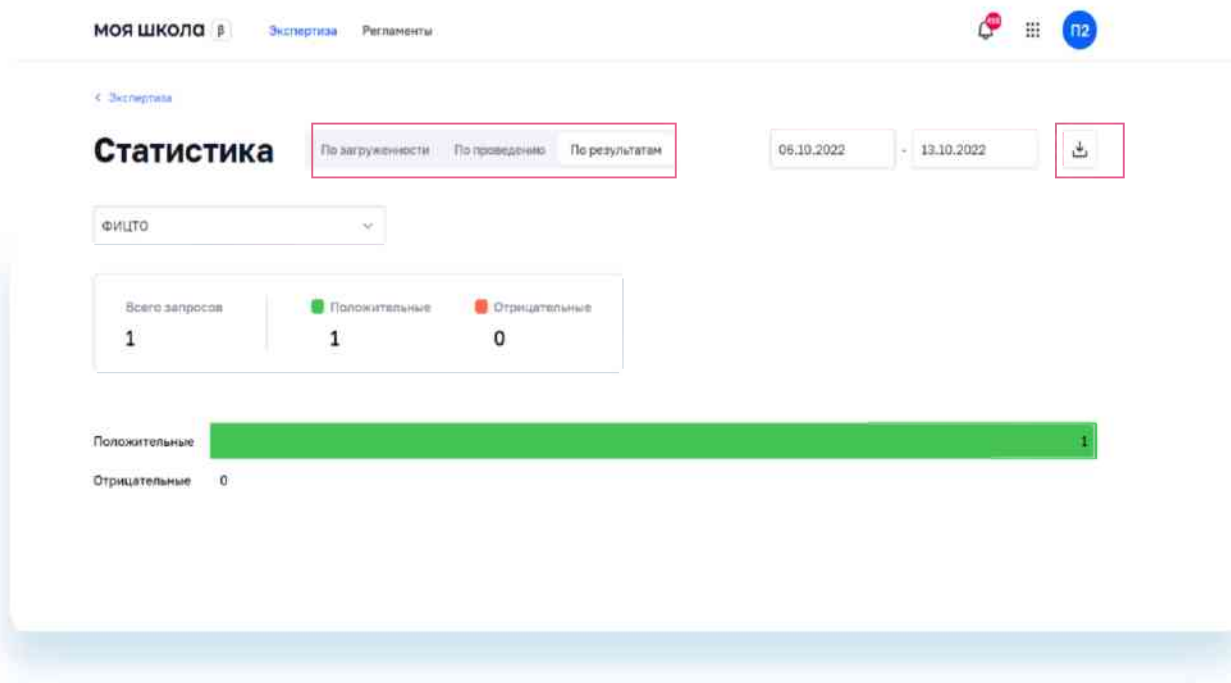 моя школа β Экспертиза Регламенты П2
< Экспертиза
Статистика По загруженности По проведению По результатам 06.10.2022 - 13.10.2022
ФИЦТО
Всего запросов Положительные Отрицательные
1 1 0
Положительные 1
Отрицательные 0